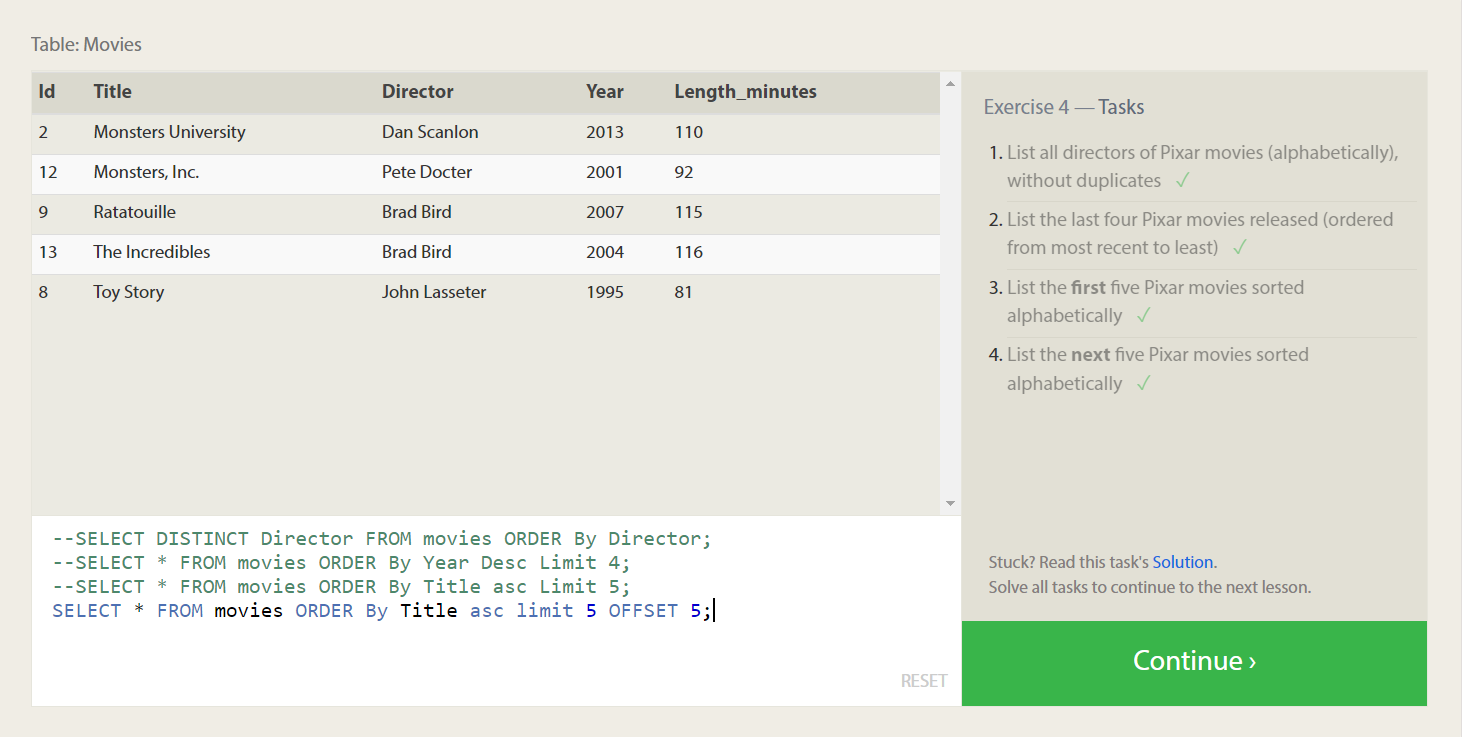 Table: Movies
Id Title Director Year Length_minutes
2 Monsters University Dan Scanlon 2013 110
12 Monsters, Inc. Pete Docter 2001 92
9 Ratatouille Brad Bird 2007 115
13 The Incredibles Brad Bird 2004 116
8 Toy Story John Lasseter 1995 81
--SELECT DISTINCT Director FROM movies ORDER By Director;
--SELECT * FROM movies ORDER By Year Desc Limit 4;
--SELECT * FROM movies ORDER By Title asc Limit 5;
SELECT * FROM movies ORDER By Title asc limit 5 OFFSET 5;
RESET
Exercise 4 — Tasks
1. List all directors of Pixar movies (alphabetically),
without duplicates ✓
2. List the last four Pixar movies released (ordered
from most recent to least) ✓
3. List the first five Pixar movies sorted
alphabetically ✓
4. List the next five Pixar movies sorted
alphabetically ✓
Stuck? Read this task's Solution.
Solve all tasks to continue to the next lesson.
Continue ›